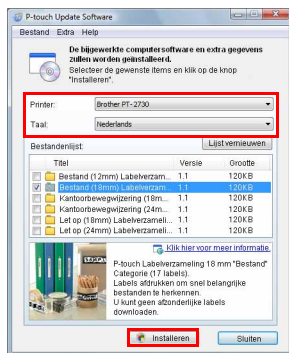 P-touch Update Software
Bestand Extra Help
De bijgewerkte computersoftware en extra gegevens
zullen worden geïnstalleerd.
Selecteer de gewenste items en klik op de knop
"Installeren".
Printer: Brother PT-2730
Taal: Nederlands
Bestandenlijst: Lijst vernieuwen
Titel Versie Grootte
Bestand (12mm) Labelverzam... 1.1 120KB
Bestand (18mm) Labelverzam... 1.1 120KB
Kantoorbewegwijzering (18m... 1.1 120KB
Kantoorbewegwijzering (24m... 1.1 120KB
Let op (18mm) Labelverzameli... 1.1 120KB
Let op (24mm) Labelverzameli... 1.1 120KB
Klik hier voor meer informatie.
P-touch Labelverzameling 18 mm "Bestand"
Categorie (17 labels).
Labels afdrukken om snel belangrijke
bestanden te herkennen.
U kunt geen afzonderlijke labels
downloaden.
Installeren Sluiten